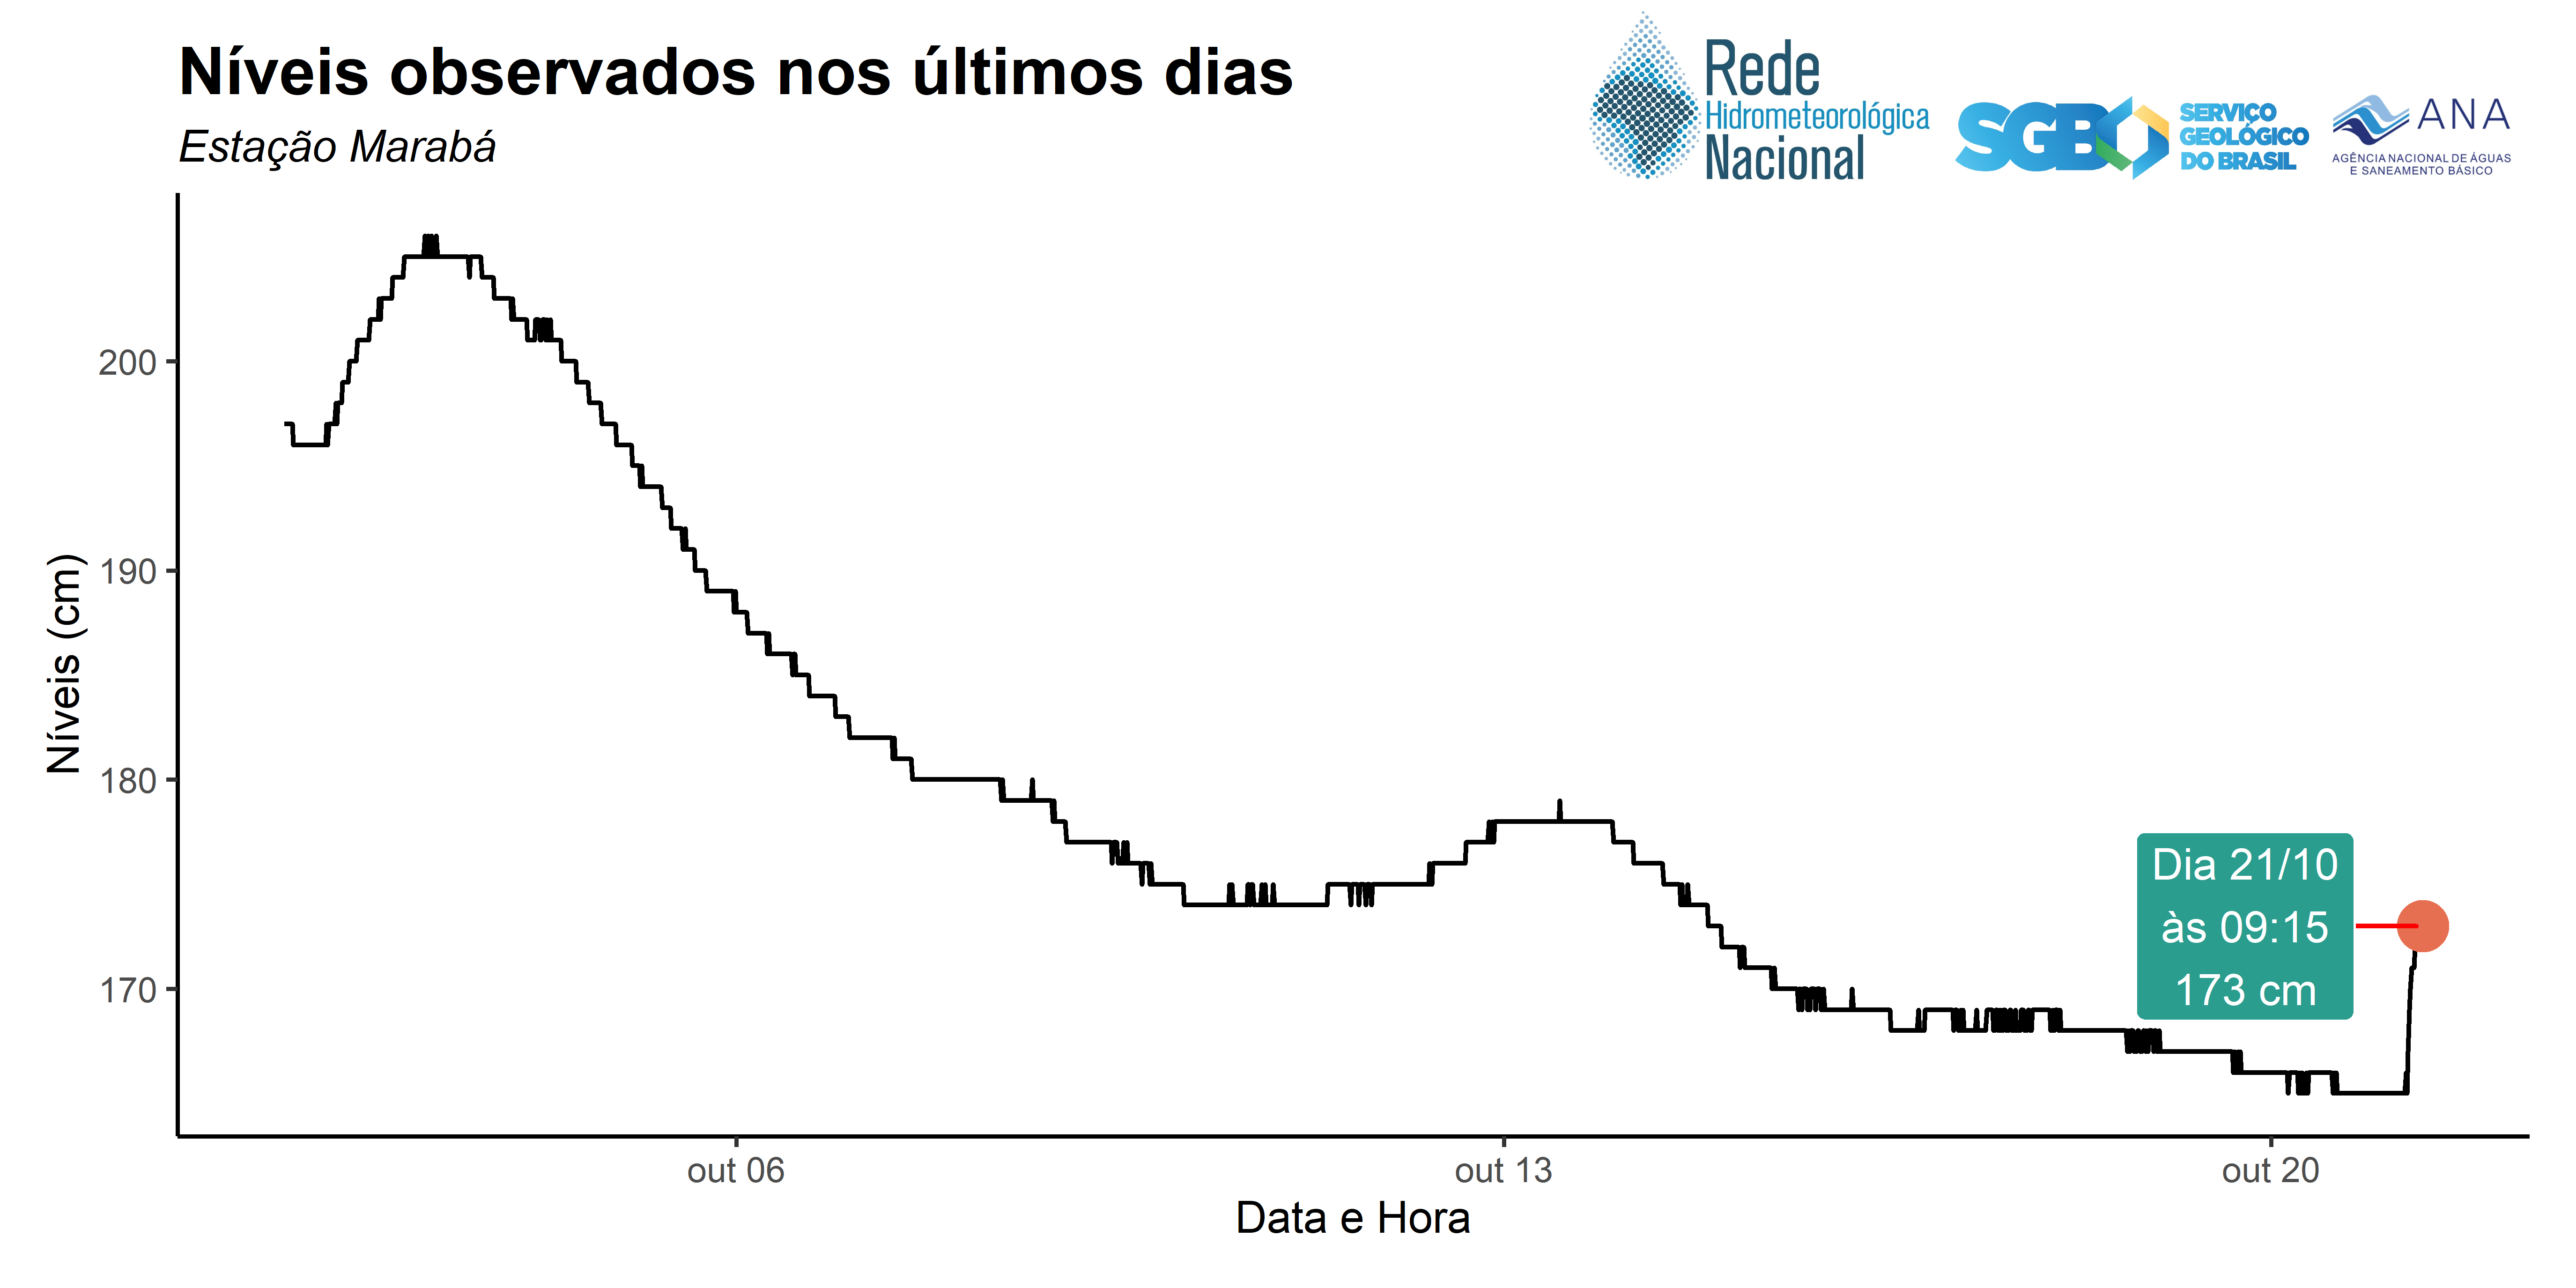 Níveis observados nos últimos dias
Estação Marabá
Rede
Hidrometeorológica
Nacional
SGB
SERVIÇO
GEOLÓGICO
DO BRASIL
ANA
AGÊNCIA NACIONAL DE ÁGUAS
E SANEAMENTO BÁSICO
Níveis (cm)
200
190
180
170
Dia 21/10
às 09:15
173 cm
out 06
out 13
out 20
Data e Hora